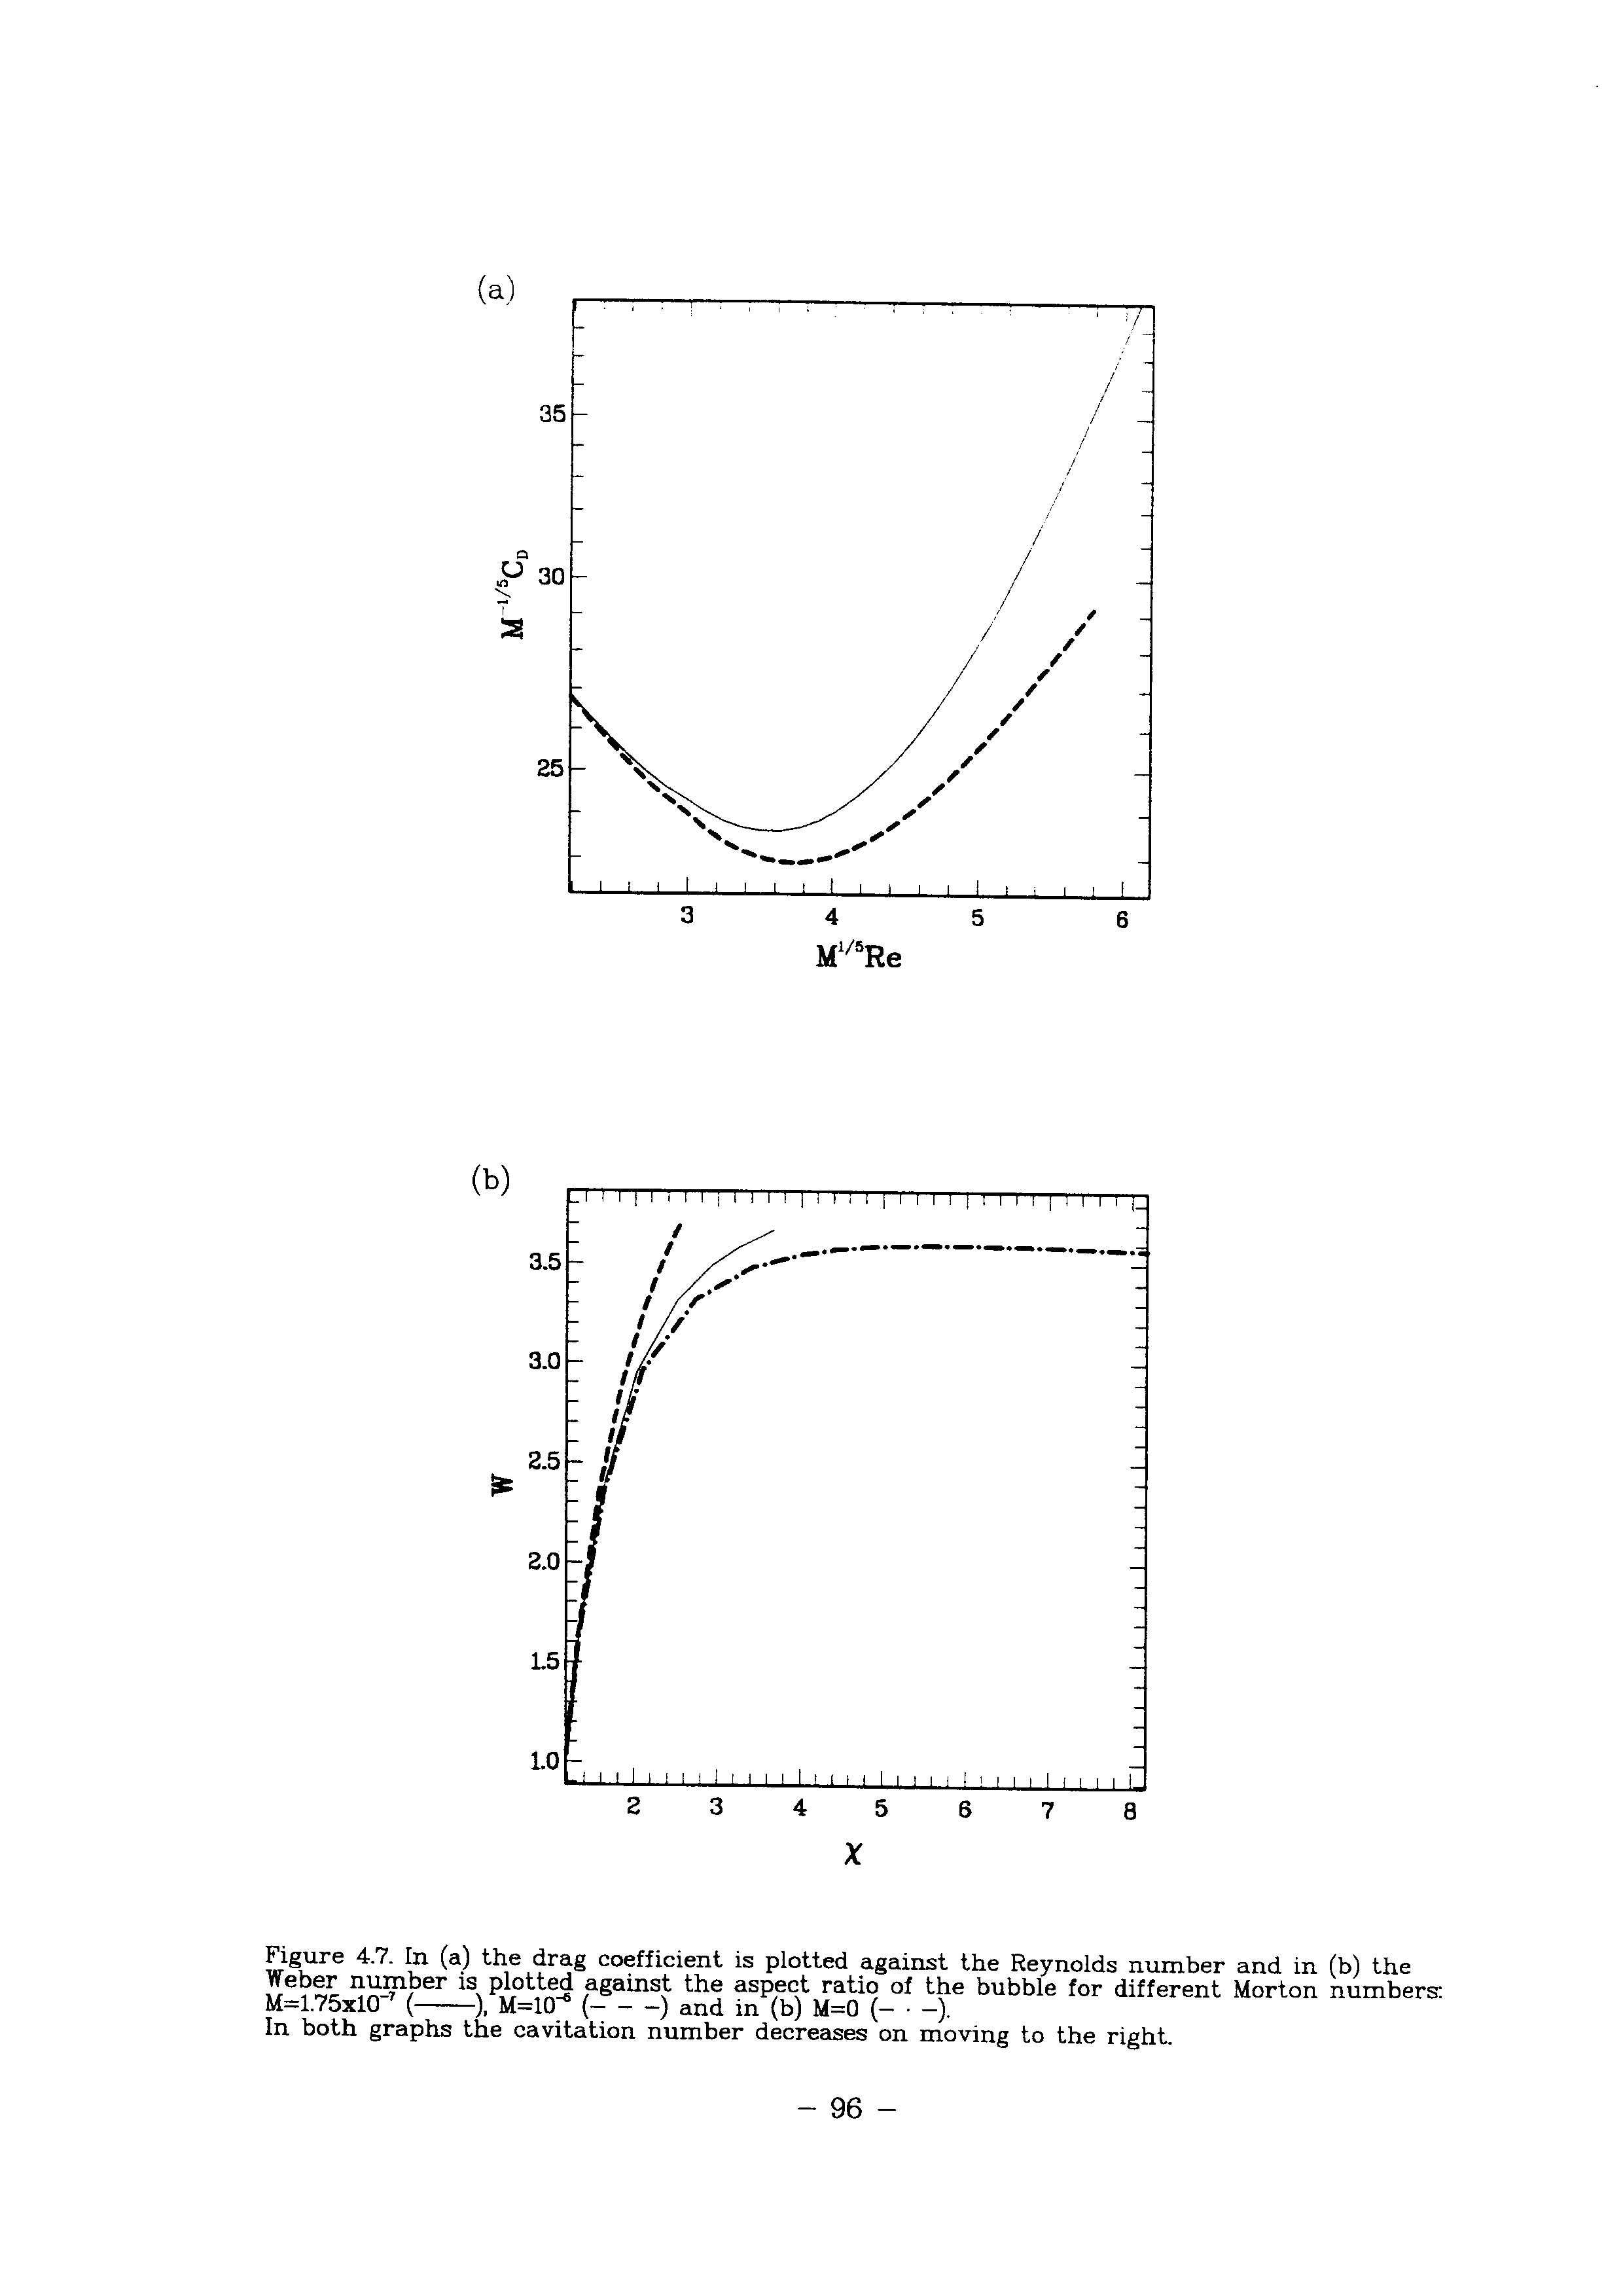 (a)
35
30
25
M⁻¹/⁵C_D
3 4 5 6
M¹/⁵Re
(b)
3.5
3.0
2.5
2.0
1.5
1.0
W
2 3 4 5 6 7 8
χ
Figure 4.7. In (a) the drag coefficient is plotted against the Reynolds number and in (b) the
Weber number is plotted against the aspect ratio of the bubble for different Morton numbers:
M=1.75x10⁻⁷ (———), M=10⁻⁶ (– – –) and in (b) M=0 (– · –).
In both graphs the cavitation number decreases on moving to the right.
– 96 –